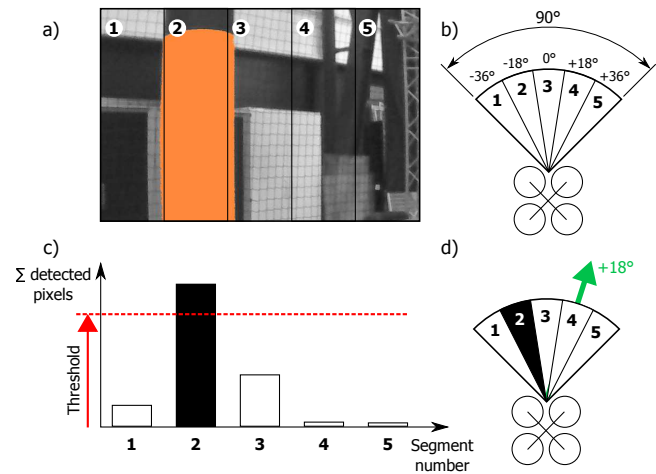 a)
1 2 3 4 5
b)
90°
-36° -18° 0° +18° +36°
1 2 3 4 5
c)
Σ detected
pixels
Threshold
1 2 3 4 5
Segment
number
d)
+18°
1 2 3 4 5